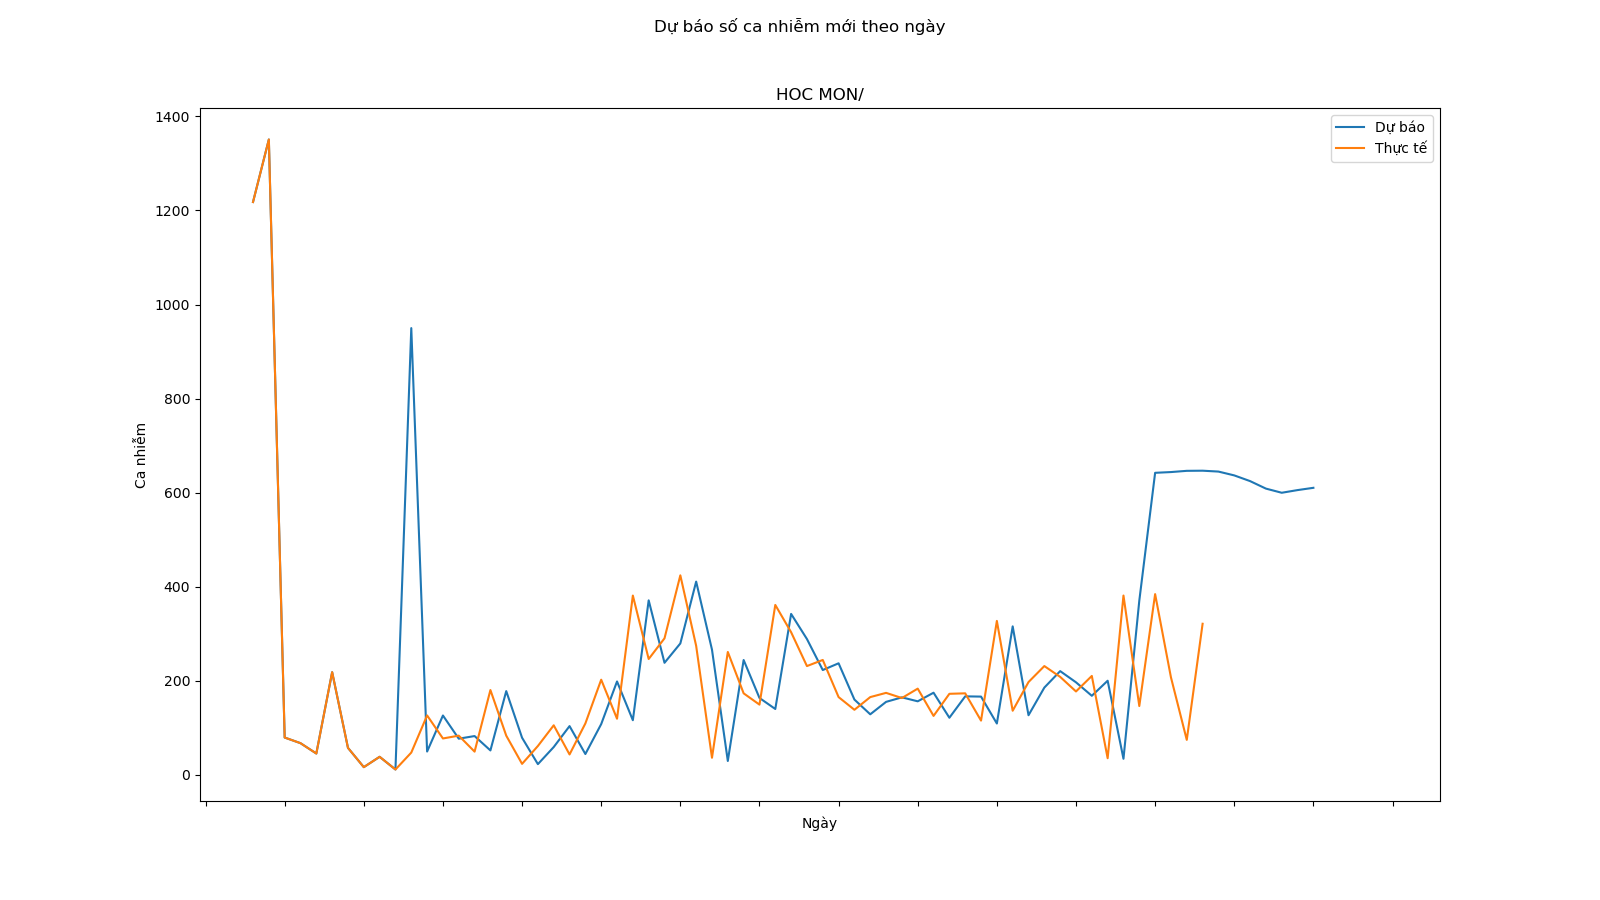 Dự báo số ca nhiễm mới theo ngày
HOC MON/
Dự báo
Thực tế
1400
1200
1000
800
600
400
200
0
Ca nhiễm
Ngày